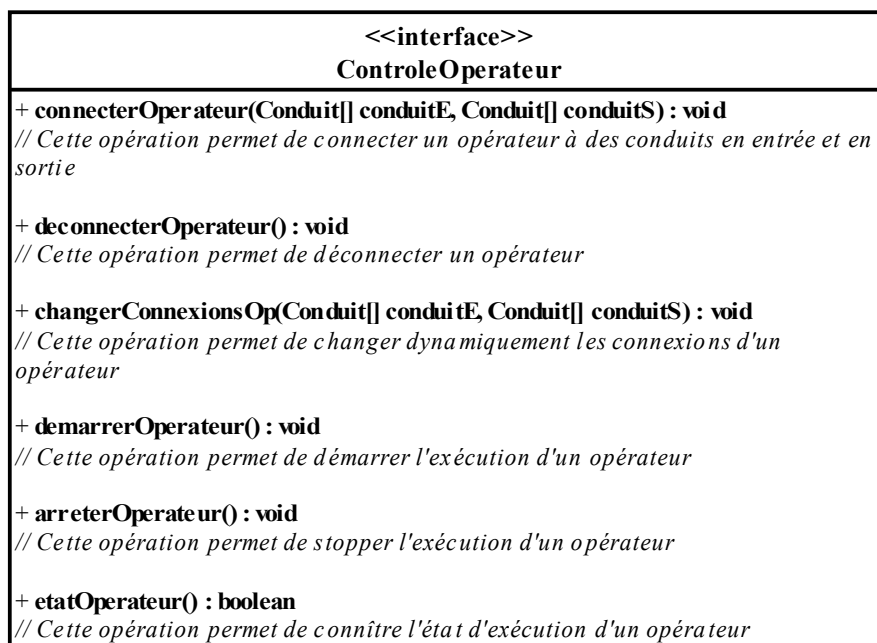 <<interface>>
ControleOperateur
+ connecterOperateur(Conduit[] conduitE, Conduit[] conduitS) : void
// Cette opération permet de connecter un opérateur à des conduits en entrée et en
sortie
+ deconnecterOperateur() : void
// Cette opération permet de déconnecter un opérateur
+ changerConnexionsOp(Conduit[] conduitE, Conduit[] conduitS) : void
// Cette opération permet de changer dynamiquement les connexions d'un
opérateur
+ demarrerOperateur() : void
// Cette opération permet de démarrer l'exécution d'un opérateur
+ arreterOperateur() : void
// Cette opération permet de stopper l'exécution d'un opérateur
+ etatOperateur() : boolean
// Cette opération permet de connître l'état d'exécution d'un opérateur